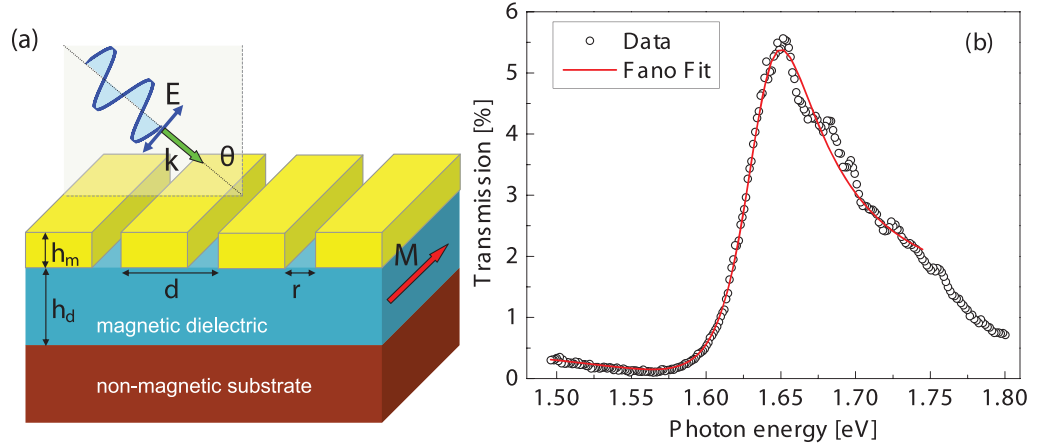 (a)
E
k
θ
h_m
d
r
M
h_d
magnetic dielectric
non-magnetic substrate
(b)
Data
Fano Fit
Transmission [%]
6
5
4
3
2
1
0
1.50
1.55
1.60
1.65
1.70
1.75
1.80
Photon energy [eV]